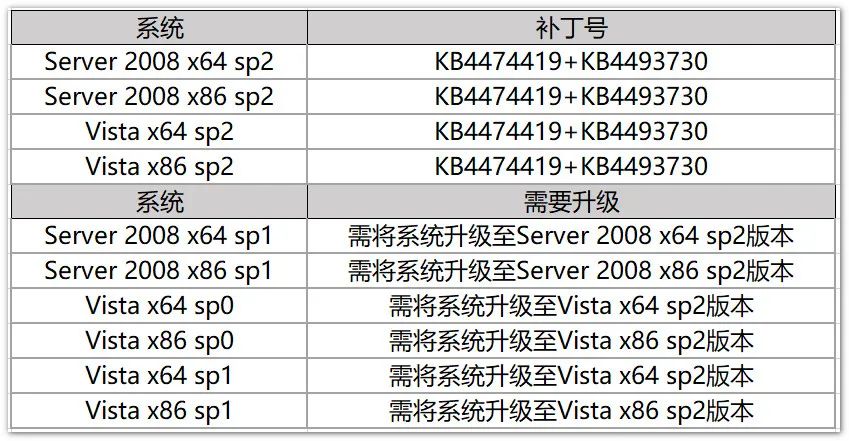 系统 补丁号
Server 2008 x64 sp2 KB4474419+KB4493730
Server 2008 x86 sp2 KB4474419+KB4493730
Vista x64 sp2 KB4474419+KB4493730
Vista x86 sp2 KB4474419+KB4493730
系统 需要升级
Server 2008 x64 sp1 需将系统升级至Server 2008 x64 sp2版本
Server 2008 x86 sp1 需将系统升级至Server 2008 x86 sp2版本
Vista x64 sp0 需将系统升级至Vista x64 sp2版本
Vista x86 sp0 需将系统升级至Vista x86 sp2版本
Vista x64 sp1 需将系统升级至Vista x64 sp2版本
Vista x86 sp1 需将系统升级至Vista x86 sp2版本